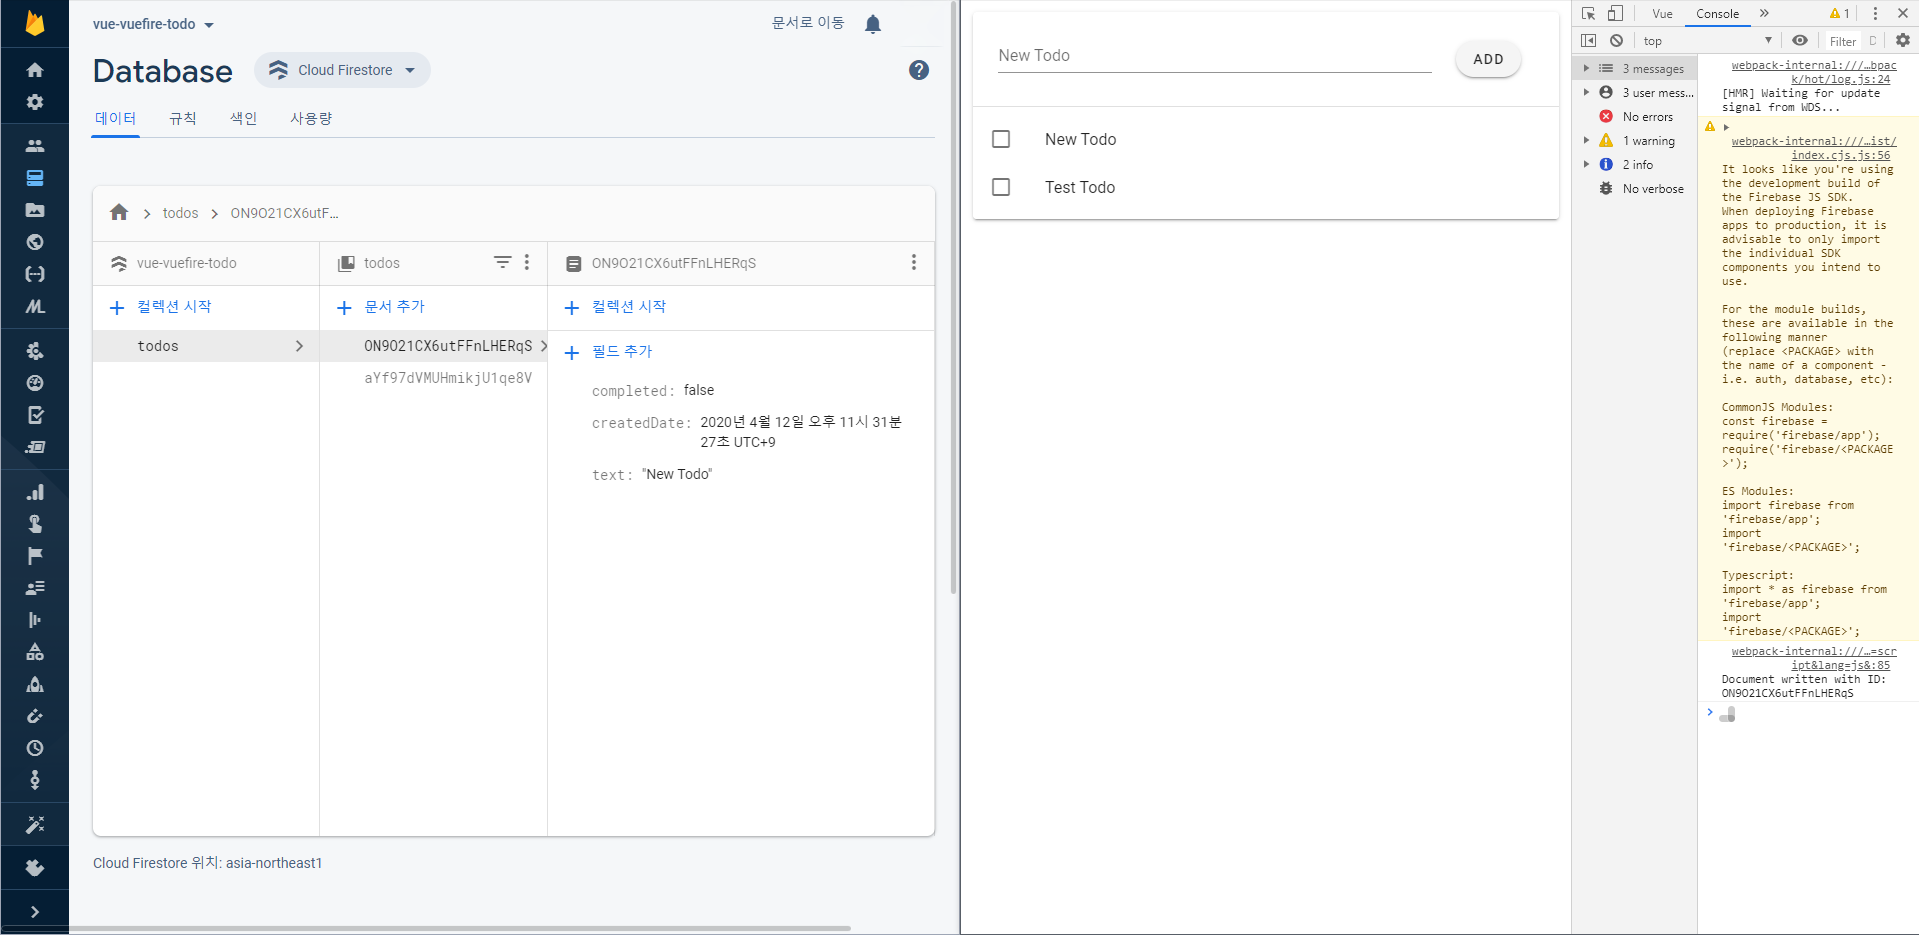 vue-vuefire-todo
문서로 이동
Database
Cloud Firestore
데이터
규칙
색인
사용량
todos
ON9O21CX6utF...
vue-vuefire-todo
todos
ON9O21CX6utFFnLHERqS
컬렉션 시작
문서 추가
컬렉션 시작
todos
ON9O21CX6utFFnLHERqS
aYf97dVMUHmikjU1qe8V
필드 추가
completed: false
createdDate: 2020년 4월 12일 오후 11시 31분
27초 UTC+9
text: "New Todo"
Cloud Firestore 위치: asia-northeast1
New Todo
ADD
New Todo
Test Todo
Vue
Console
1
top
Filter
D
3 messages
3 user mess...
No errors
1 warning
2 info
No verbose
webpack-internal:///…bpac
k/hot/log.js:24
[HMR] Waiting for update
signal from WDS...
webpack-internal:///…ist/
index.cjs.js:56
It looks like you're using
the development build of
the Firebase JS SDK.
When deploying Firebase
apps to production, it is
advisable to only import
the individual SDK
components you intend to
use.
For the module builds,
these are available in the
following manner
(replace <PACKAGE> with
the name of a component -
i.e. auth, database, etc):
CommonJS Modules:
const firebase =
require('firebase/app');
require('firebase/<PACKAGE
>');
ES Modules:
import firebase from
'firebase/app';
import
'firebase/<PACKAGE>';
Typescript:
import * as firebase from
'firebase/app';
import
'firebase/<PACKAGE>';
webpack-internal:///…=scr
ipt&lang=js&:85
Document written with ID:
ON9O21CX6utFFnLHERqS